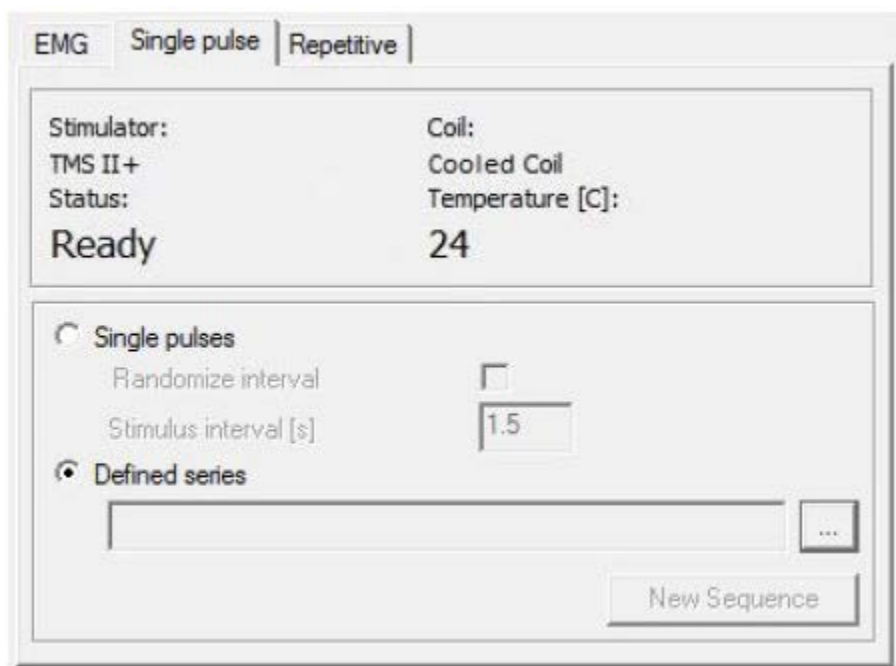 EMG Single pulse Repetitive
Stimulator: Coil:
TMS II+ Cooled Coil
Status: Temperature [C]:
Ready 24
Single pulses
Randomize interval
Stimulus interval [s] 1.5
Defined series
...
New Sequence